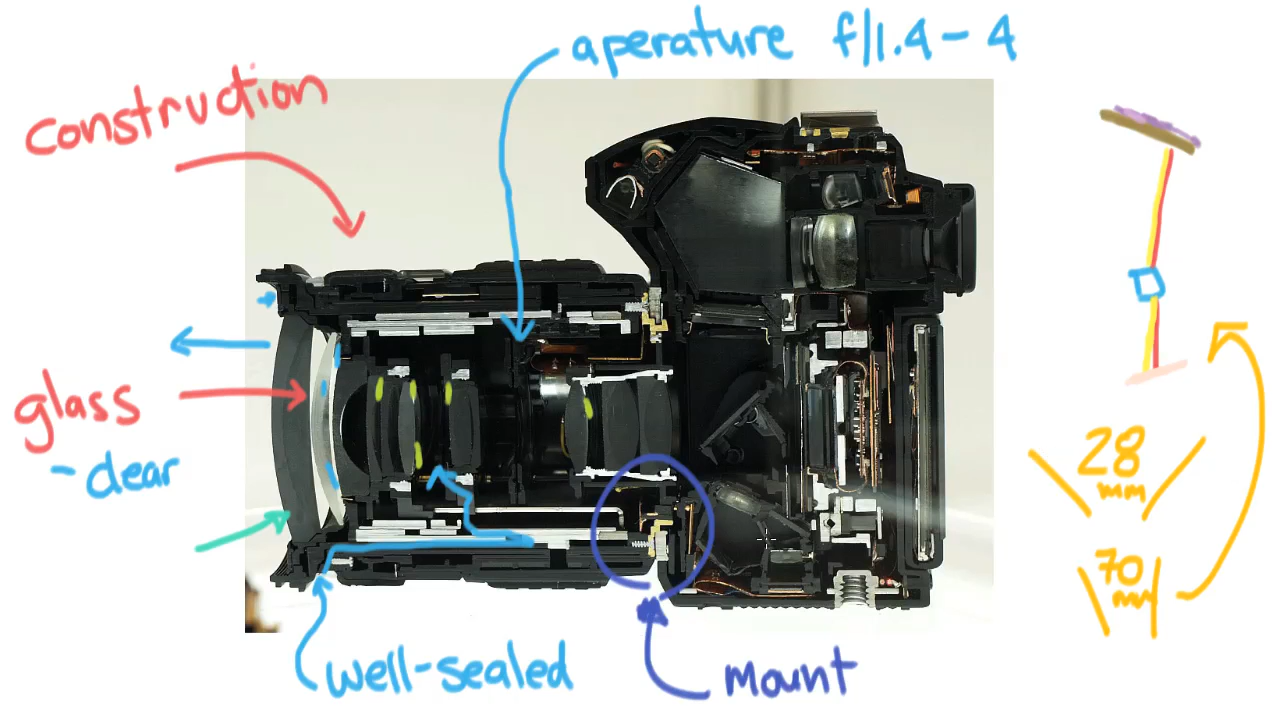 aperature f/1.4-4
construction
glass
-clear
28
mm
70
mm
well-sealed
mount